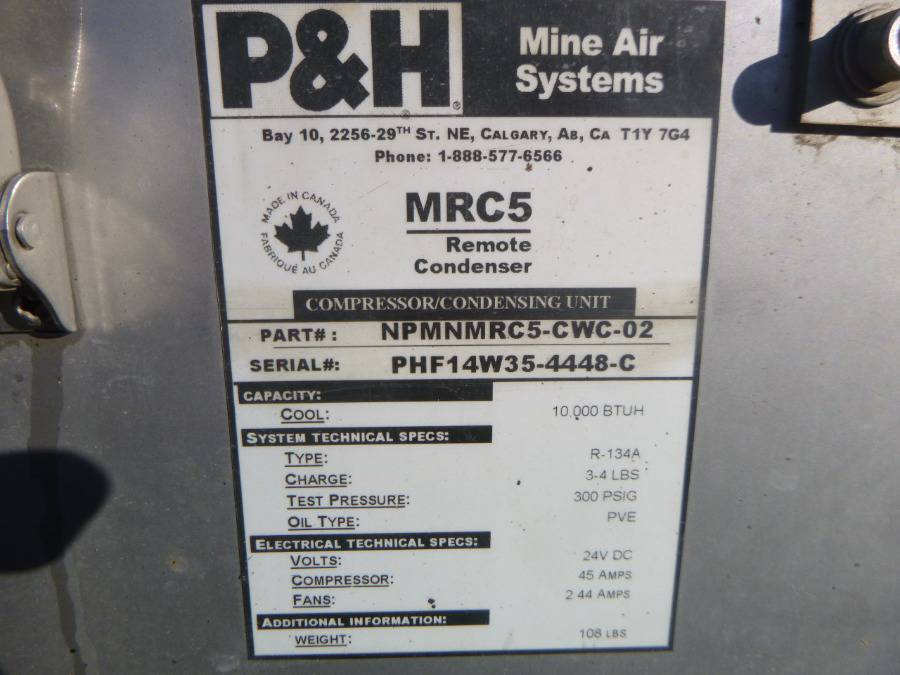 P&H®
Mine Air
Systems
Bay 10, 2256-29TH St. NE, Calgary, Ab, Ca T1Y 7G4
Phone: 1-888-577-6566
MADE IN CANADA
FABRIQUÉ AU CANADA
MRC5
Remote
Condenser
COMPRESSOR/CONDENSING UNIT
PART#: NPMNMRC5-CWC-02
SERIAL#: PHF14W35-4448-C
CAPACITY:
COOL: 10,000 BTUH
SYSTEM TECHNICAL SPECS:
TYPE: R-134A
CHARGE: 3-4 LBS
TEST PRESSURE: 300 PSIG
OIL TYPE: PVE
ELECTRICAL TECHNICAL SPECS:
VOLTS: 24V DC
COMPRESSOR: 45 AMPS
FANS: 2.44 AMPS
ADDITIONAL INFORMATION:
WEIGHT: 108 LBS